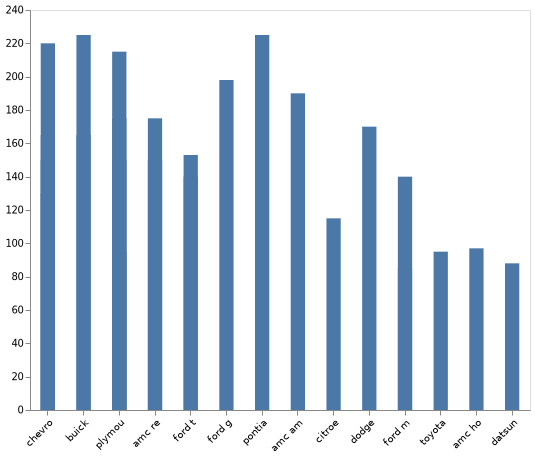 240
220
200
180
160
140
120
100
80
60
40
20
0
chevro
buick
plymou
amc re
ford t
ford g
pontia
amc am
citroe
dodge
ford m
toyota
amc ho
datsun